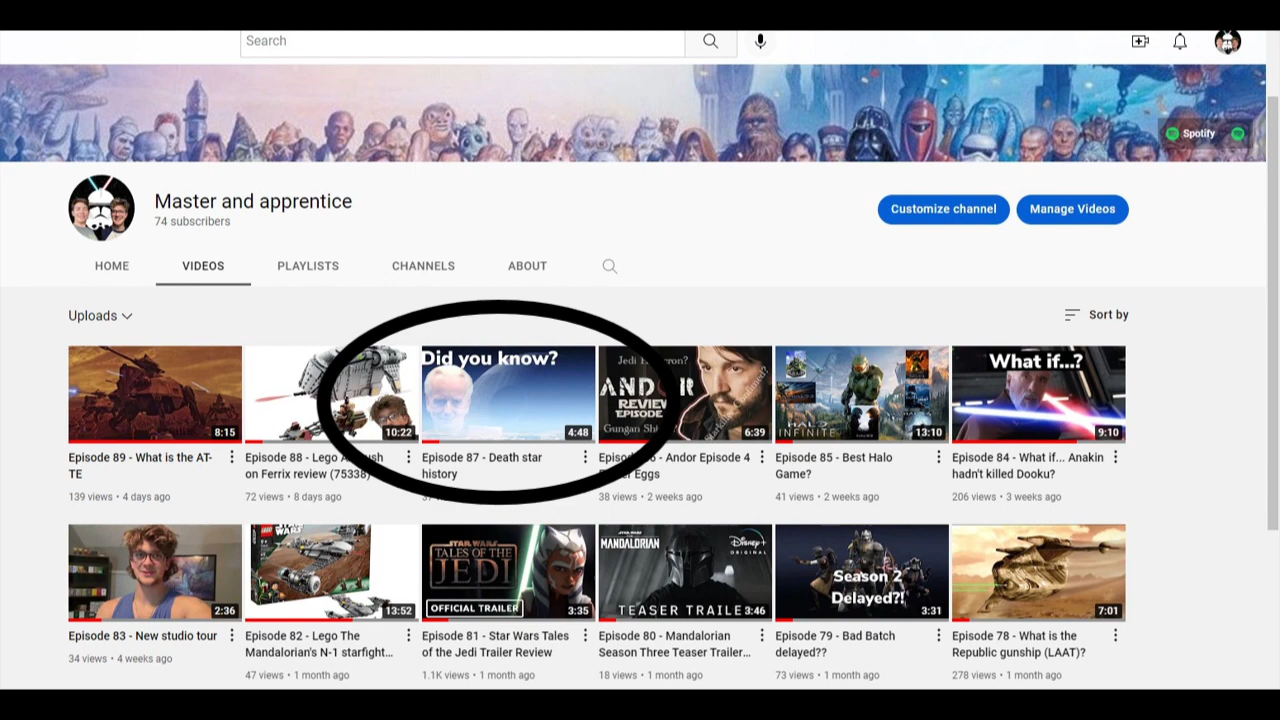 Search
Spotify
Master and apprentice
74 subscribers
Customize channel
Manage Videos
HOME VIDEOS PLAYLISTS CHANNELS ABOUT
Uploads
Sort by
8:15
10:22
Did you know?
4:48
Jedi
ANDOR
REVIEW
EPISODE
Gungan
6:39
HALO
INFINITE
13:10
What if...?
9:10
Episode 89 - What is the AT-
TE
139 views • 4 days ago
Episode 88 - Lego
on Ferrix review (75338)
72 views • 8 days ago
Episode 87 - Death star
history
Andor Episode 4
Eggs
38 views • 2 weeks ago
Episode 85 - Best Halo
Game?
41 views • 2 weeks ago
Episode 84 - What if... Anakin
hadn't killed Dooku?
206 views • 3 weeks ago
2:36
WARS
13:52
STAR WARS
TALES OF THE
JEDI
OFFICIAL TRAILER
3:35
STAR WARS
MANDALORIAN
Disney+
ORIGINAL
TEASER TRAILE
3:46
Season 2
Delayed?!
3:31
7:01
Episode 83 - New studio tour
34 views • 4 weeks ago
Episode 82 - Lego The
Mandalorian's N-1 starfight...
47 views • 1 month ago
Episode 81 - Star Wars Tales
of the Jedi Trailer Review
1.1K views • 1 month ago
Episode 80 - Mandalorian
Season Three Teaser Trailer...
18 views • 1 month ago
Episode 79 - Bad Batch
delayed??
73 views • 1 month ago
Episode 78 - What is the
Republic gunship (LAAT)?
278 views • 1 month ago